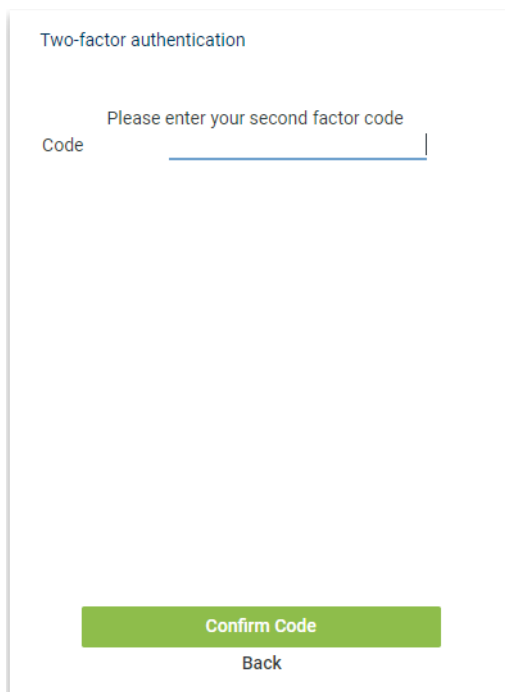 Two-factor authentication
Please enter your second factor code
Code
Confirm Code
Back